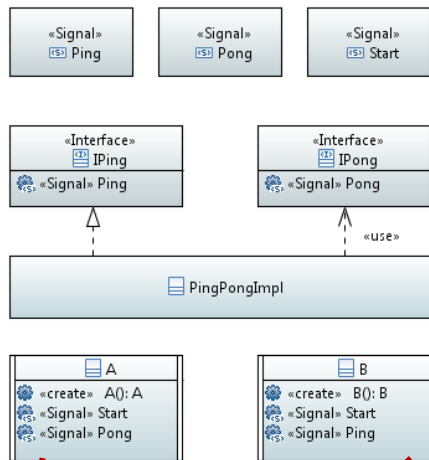 «Signal»
Ping
«Signal»
Pong
«Signal»
Start
«Interface»
IPing
«Signal» Ping
«Interface»
IPong
«Signal» Pong
«use»
PingPongImpl
A
«create» A(): A
«Signal» Start
«Signal» Pong
B
«create» B(): B
«Signal» Start
«Signal» Ping